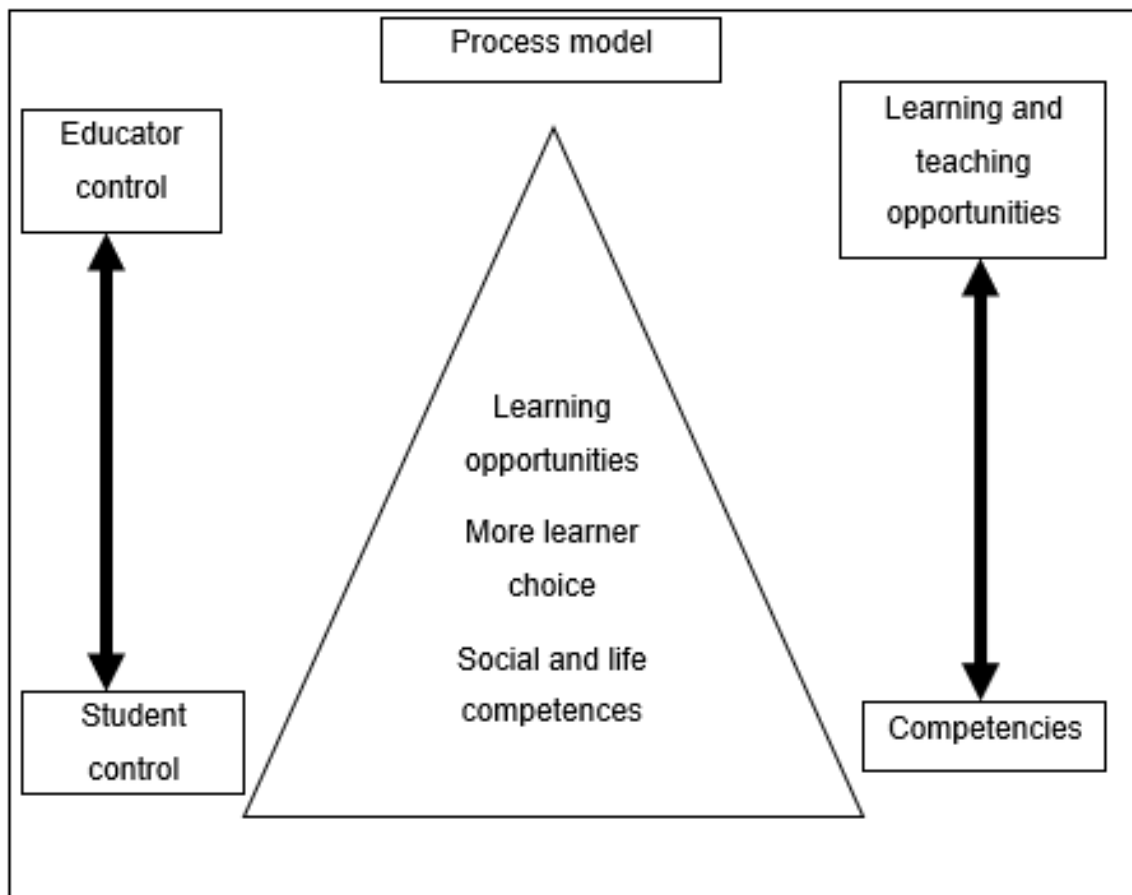 Process model
Educator
control
Learning and
teaching
opportunities
Learning
opportunities
More learner
choice
Social and life
competences
Student
control
Competencies